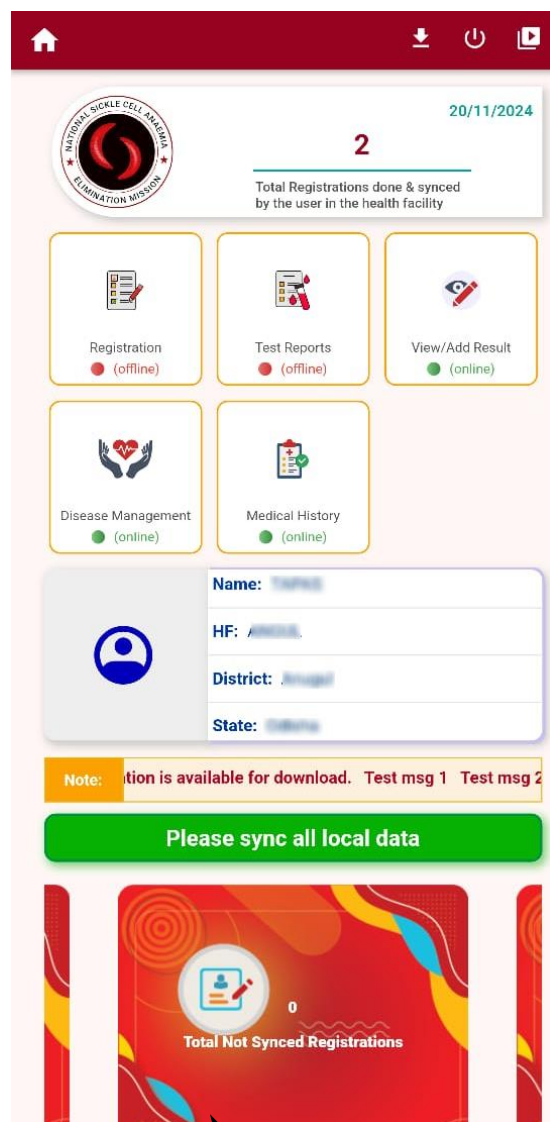 NATIONAL SICKLE CELL ANAEMIA
ELIMINATION MISSION
20/11/2024
2
Total Registrations done & synced
by the user in the health facility
Registration
(offline)
Test Reports
(offline)
View/Add Result
(online)
Disease Management
(online)
Medical History
(online)
Name:
HF:
District:
State:
Note: tion is available for download. Test msg 1 Test msg 2
Please sync all local data
0
Total Not Synced Registrations